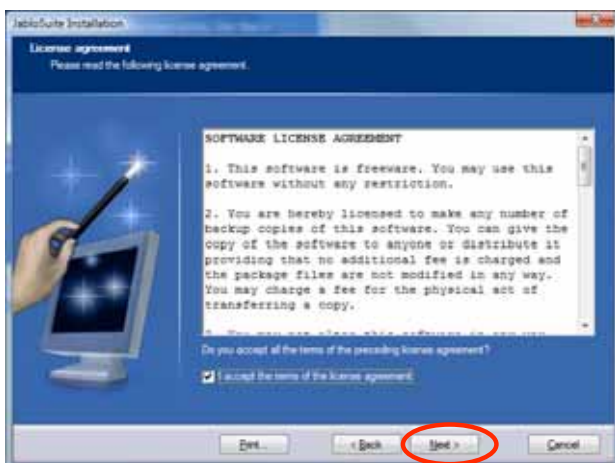 JabloSuite Installation
License agreement
Please read the following license agreement.
SOFTWARE LICENSE AGREEMENT
1. This software is freeware. You may use this
software without any restriction.
2. You are hereby licensed to make any number of
backup copies of this software. You can give the
copy of the software to anyone or distribute it
providing that no additional fee is charged and
the package files are not modified in any way.
You may charge a fee for the physical act of
transferring a copy.
Do you accept all the terms of the preceding license agreement?
I accept the terms of the license agreement
Print...
< Back
Next >
Cancel